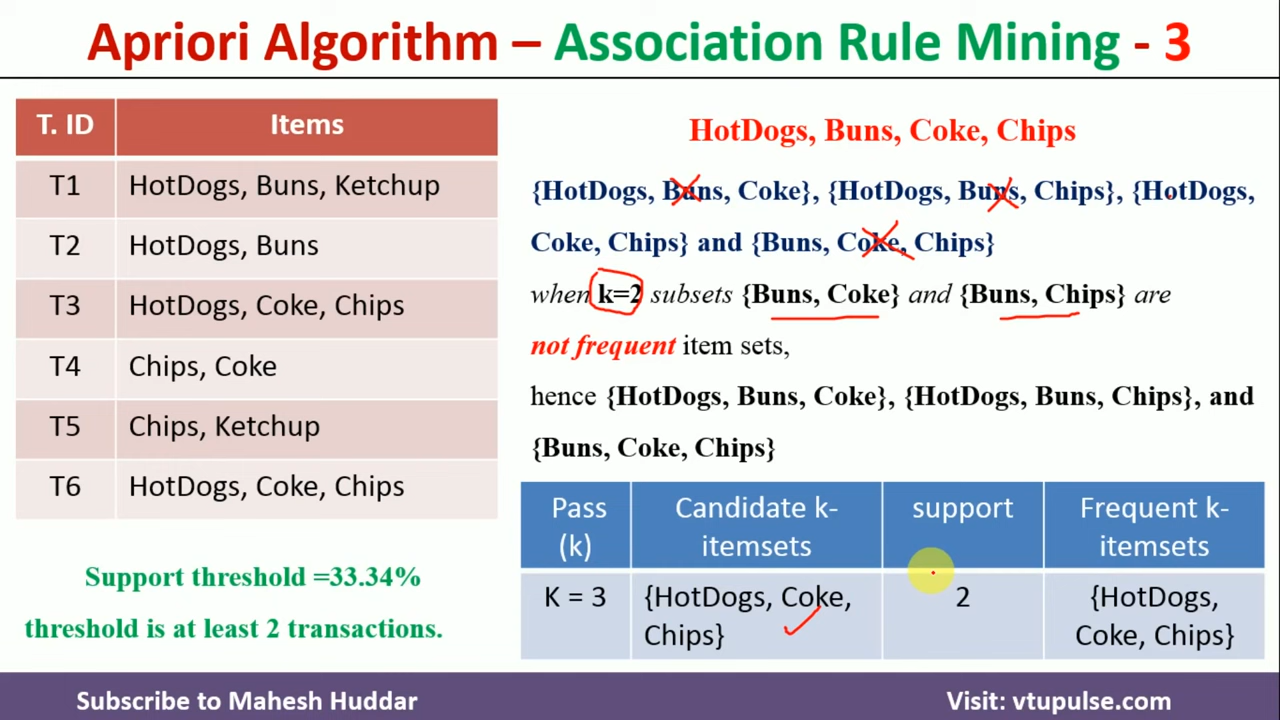 Apriori Algorithm – Association Rule Mining - 3
T. ID Items
T1 HotDogs, Buns, Ketchup
T2 HotDogs, Buns
T3 HotDogs, Coke, Chips
T4 Chips, Coke
T5 Chips, Ketchup
T6 HotDogs, Coke, Chips
Support threshold =33.34%
threshold is at least 2 transactions.
HotDogs, Buns, Coke, Chips
{HotDogs, Buns, Coke}, {HotDogs, Buns, Chips}, {HotDogs,
Coke, Chips} and {Buns, Coke, Chips}
when k=2 subsets {Buns, Coke} and {Buns, Chips} are
not frequent item sets,
hence {HotDogs, Buns, Coke}, {HotDogs, Buns, Chips}, and
{Buns, Coke, Chips}
Pass Candidate k- support Frequent k-
(k) itemsets itemsets
K = 3 {HotDogs, Coke, 2 {HotDogs,
Chips} Coke, Chips}
Subscribe to Mahesh Huddar
Visit: vtupulse.com